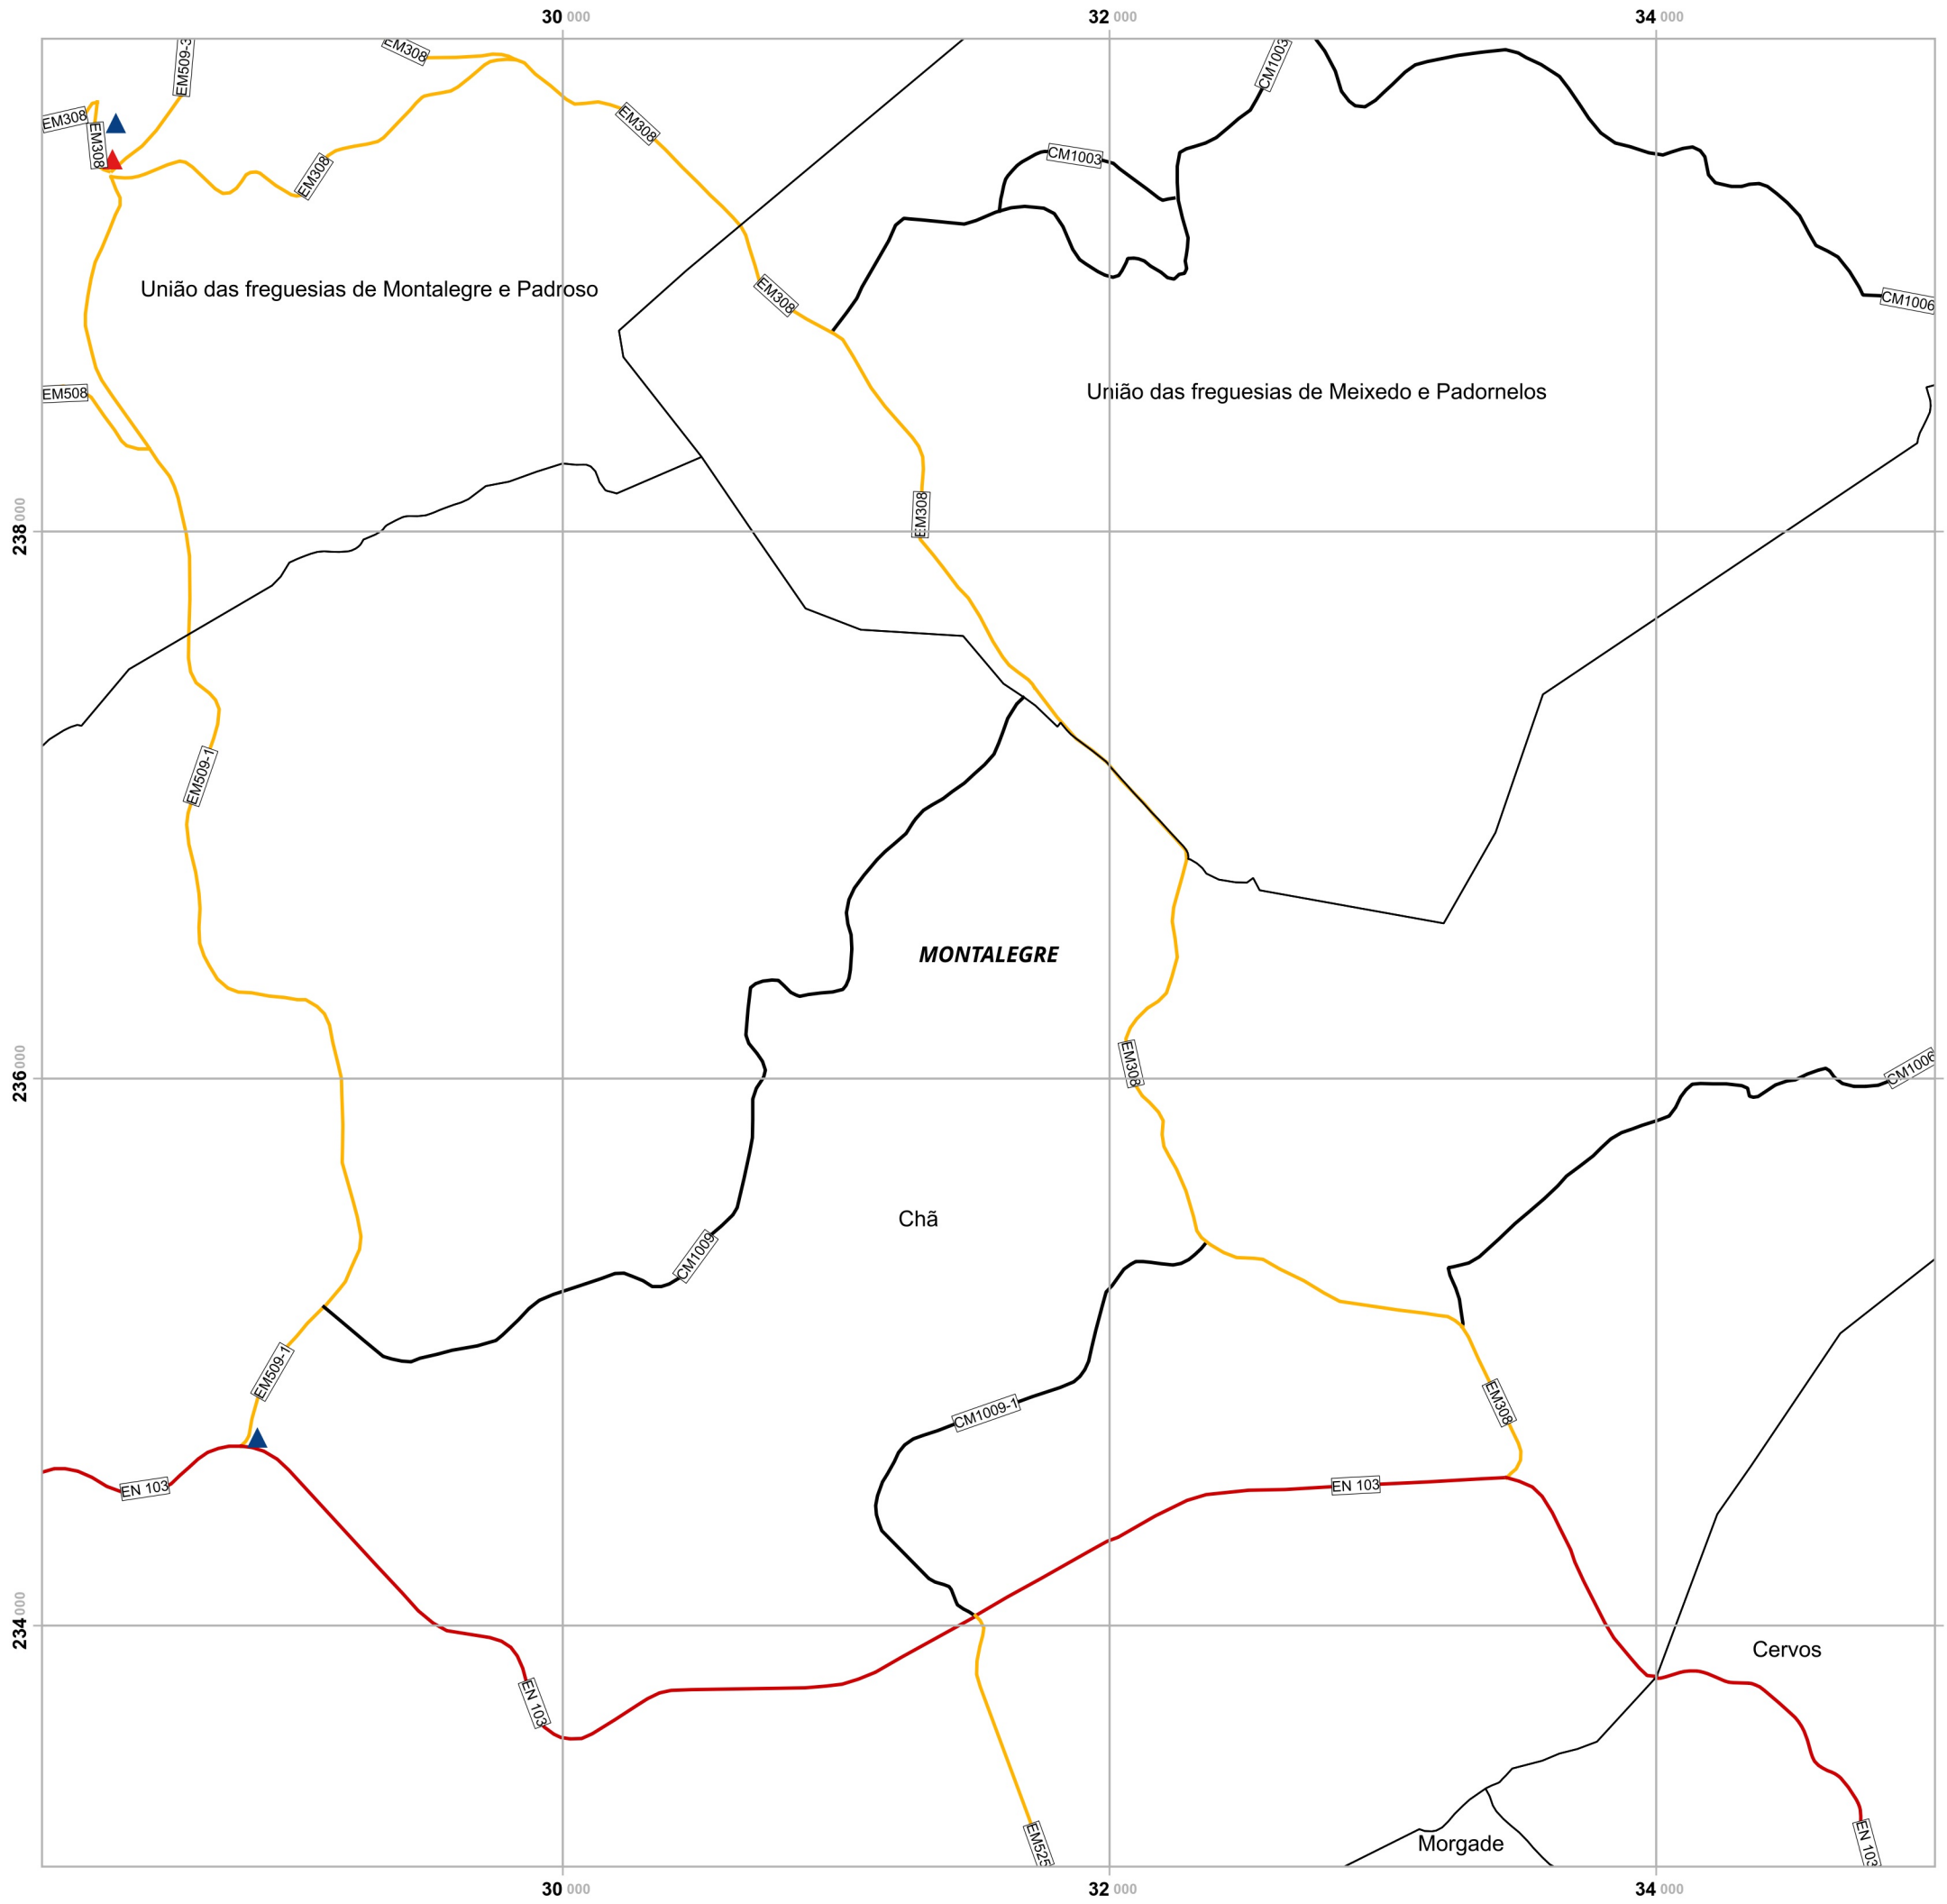 30 000
32 000
34 000
EM308
EM509-3
EM308
CM1003
EM308
EM308
EM308
CM1003
EM308
União das freguesias de Montalegre e Padroso
EM308
CM1006
EM508
União das freguesias de Meixedo e Padornelos
EM308
238 000
EM509-1
MONTALEGRE
EM308
236 000
CM1006
Chã
CM1009
EM509-1
EM308
CM1009-1
EN 103
EN 103
234 000
Cervos
EN 103
Morgade
EM525
EN 103
30 000
32 000
34 000